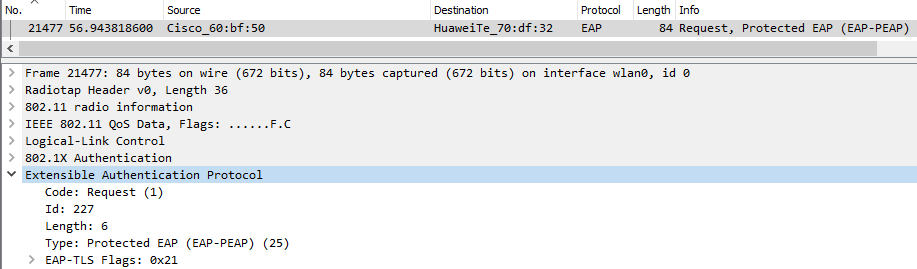 No. Time Source Destination Protocol Length Info
21477 56.943818600 Cisco_60:bf:50 HuaweiTe_70:df:32 EAP 84 Request, Protected EAP (EAP-PEAP)
Frame 21477: 84 bytes on wire (672 bits), 84 bytes captured (672 bits) on interface wlan0, id 0
Radiotap Header v0, Length 36
802.11 radio information
IEEE 802.11 QoS Data, Flags: ......F.C
Logical-Link Control
802.1X Authentication
Extensible Authentication Protocol
Code: Request (1)
Id: 227
Length: 6
Type: Protected EAP (EAP-PEAP) (25)
EAP-TLS Flags: 0x21